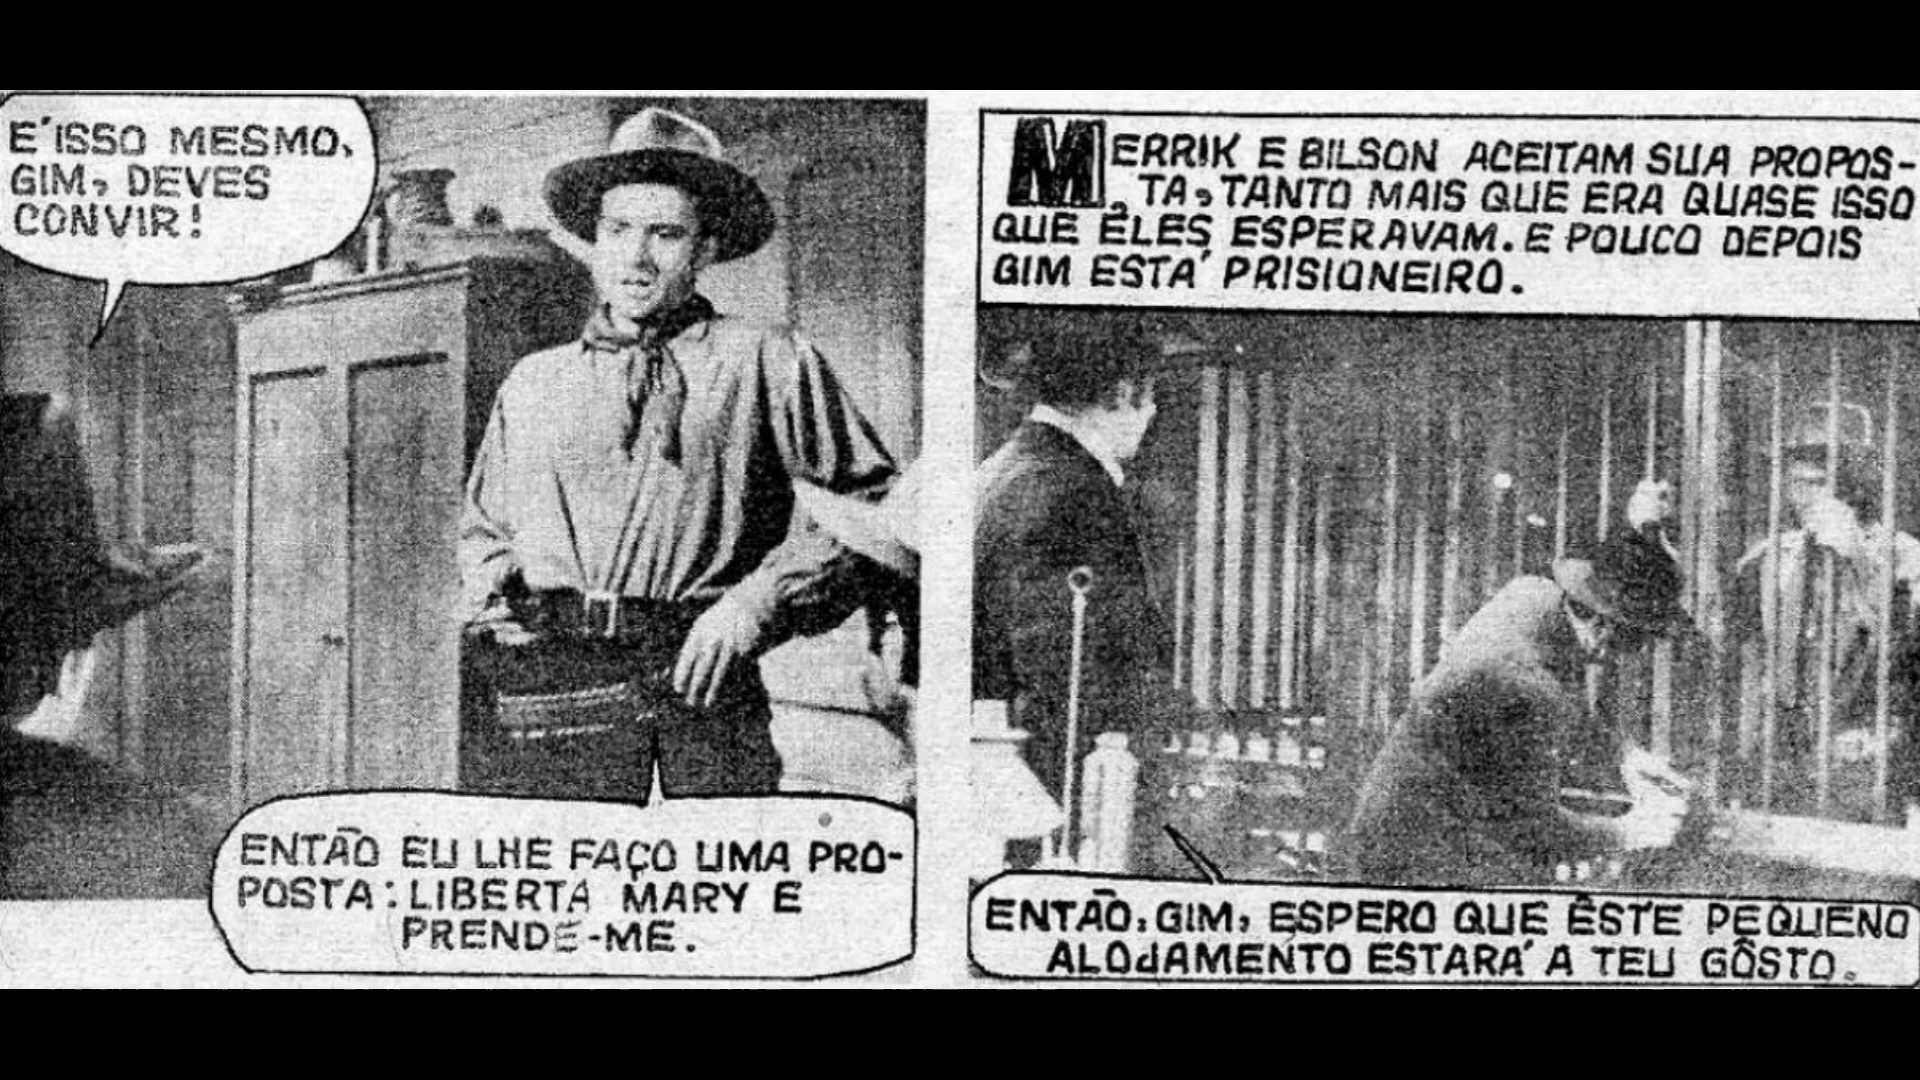 E' ISSO MESMO,
GIM, DEVES
CONVIR!
ENTÃO EU LHE FAÇO UMA PRO-
POSTA: LIBERTA MARY E
PRENDE-ME.
MERRIK E BILSON ACEITAM SUA PROPOS-
TA, TANTO MAIS QUE ERA QUASE ISSO
QUE ÊLES ESPERAVAM. E POUCO DEPOIS
GIM ESTA' PRISIONEIRO.
ENTÃO, GIM, ESPERO QUE ÊSTE PEQUENO
ALOJAMENTO ESTARA' A TEU GÔSTO.